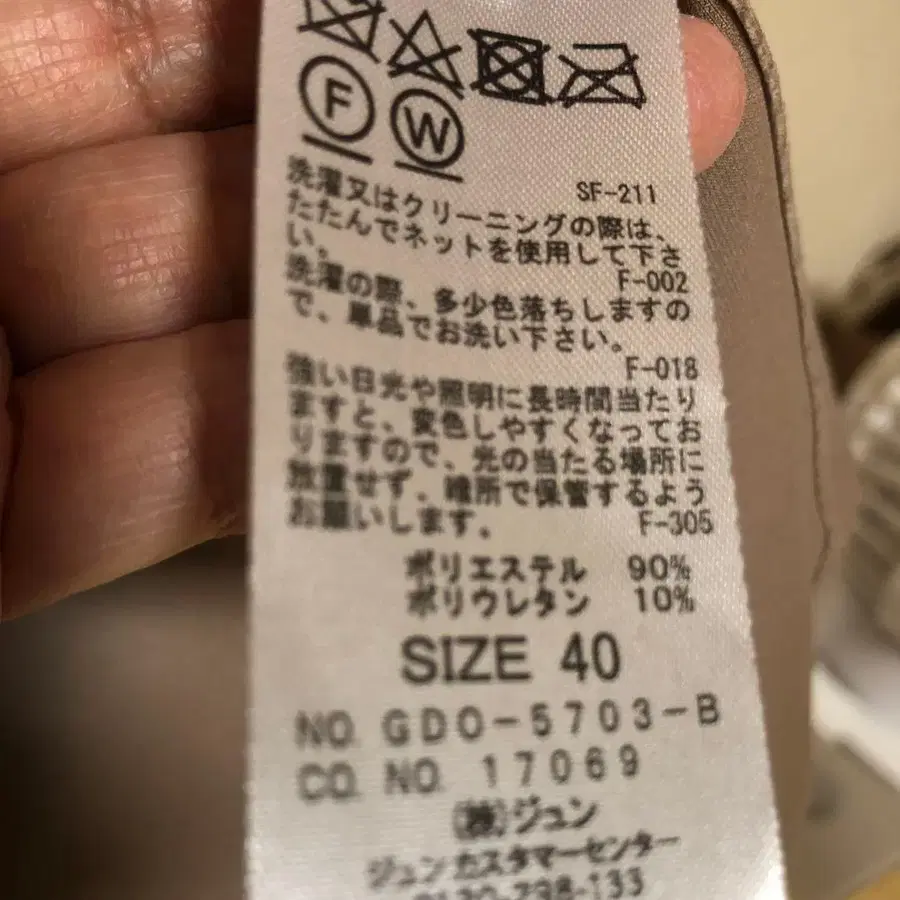 F
W
SF-211
洗濯又はクリーニングの際は、
たたんでネットを使用して下さ
い。
F-002
洗濯の際、多少色落ちしますの
で、単品でお洗い下さい。
F-018
強い日光や照明に長時間当たり
ますと、変色しやすくなってお
りますので、光の当たる場所に
放置せず、暗所で保管するよう
お願いします。
F-305
ポリエステル 90%
ポリウレタン 10%
SIZE 40
NO. GDO-5703-B
CO. NO. 17069
(株)ジュン
ジュンカスタマーセンター
0120-298-133